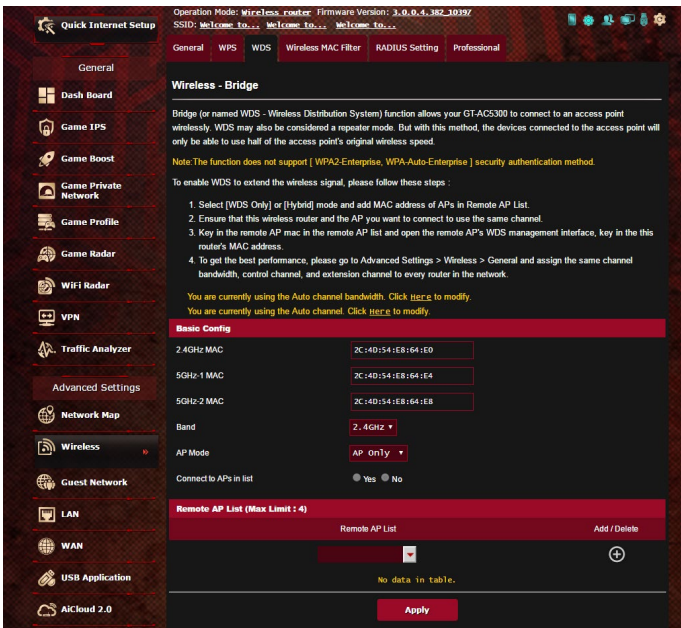 Quick Internet Setup
General
Dash Board
Game IPS
Game Boost
Game Private
Network
Game Profile
Game Radar
WiFi Radar
VPN
Traffic Analyzer
Advanced Settings
Network Map
Wireless
Guest Network
LAN
WAN
USB Application
AiCloud 2.0
Operation Mode: Wireless router Firmware Version: 3.0.0.4.382_10397
SSID: Welcome to... Welcome to... Welcome to...
General WPS WDS Wireless MAC Filter RADIUS Setting Professional
Wireless - Bridge
Bridge (or named WDS - Wireless Distribution System) function allows your GT-AC5300 to connect to an access point
wirelessly. WDS may also be considered a repeater mode. But with this method, the devices connected to the access point will
only be able to use half of the access point's original wireless speed.
Note:The function does not support [ WPA2-Enterprise, WPA-Auto-Enterprise ] security authentication method.
To enable WDS to extend the wireless signal, please follow these steps :
1. Select [WDS Only] or [Hybrid] mode and add MAC address of APs in Remote AP List.
2. Ensure that this wireless router and the AP you want to connect to use the same channel.
3. Key in the remote AP mac in the remote AP list and open the remote AP's WDS management interface, key in the this
router's MAC address.
4. To get the best performance, please go to Advanced Settings > Wireless > General and assign the same channel
bandwidth, control channel, and extension channel to every router in the network.
You are currently using the Auto channel bandwidth. Click Here to modify.
You are currently using the Auto channel. Click Here to modify.
Basic Config
2.4GHz MAC 2C:4D:54:E8:64:E0
5GHz-1 MAC 2C:4D:54:E8:64:E4
5GHz-2 MAC 2C:4D:54:E8:64:E8
Band 2.4GHz
AP Mode AP Only
Connect to APs in list Yes No
Remote AP List (Max Limit : 4)
Remote AP List Add / Delete
No data in table.
Apply